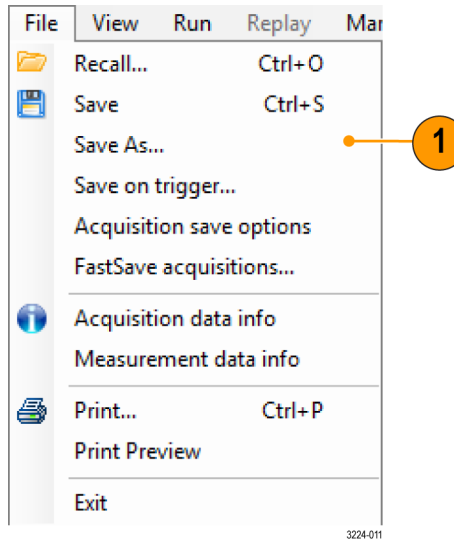 File View Run Replay Mar
Recall... Ctrl+O
Save Ctrl+S
Save As...
1
Save on trigger...
Acquisition save options
FastSave acquisitions...
Acquisition data info
Measurement data info
Print... Ctrl+P
Print Preview
Exit
3224-011